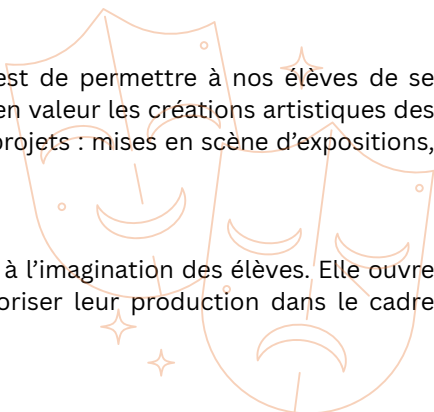 est de permettre à nos élèves de se
en valeur les créations artistiques des
projets : mises en scène d’expositions,
à l’imagination des élèves. Elle ouvre
oriser leur production dans le cadre